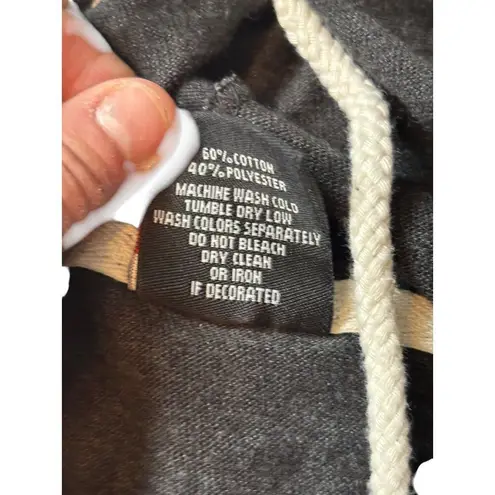 60%COTTON
40%POLYESTER
MACHINE WASH COLD
TUMBLE DRY LOW
WASH COLORS SEPARATELY
DO NOT BLEACH
DRY CLEAN
OR IRON
IF DECORATED